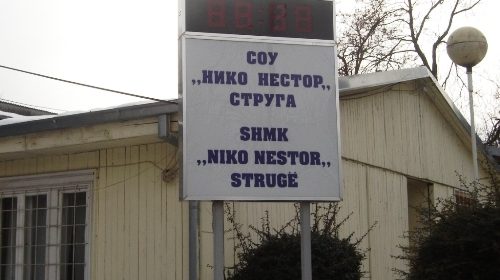 СОУ
„НИКО НЕСТОР„
СТРУГА
SHMK
„NIKO NESTOR„
STRUGË